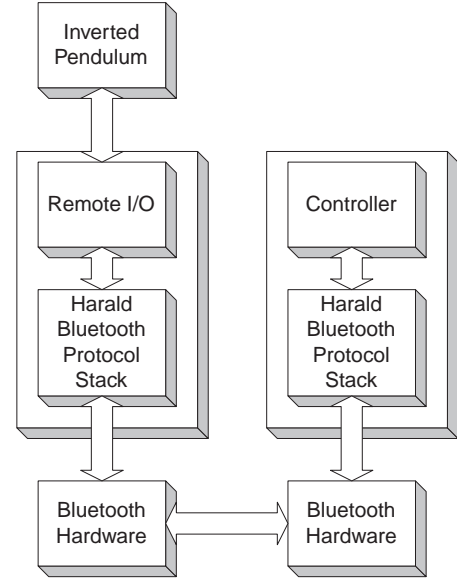 Inverted
Pendulum
Remote I/O
Controller
Harald
Bluetooth
Protocol
Stack
Harald
Bluetooth
Protocol
Stack
Bluetooth
Hardware
Bluetooth
Hardware